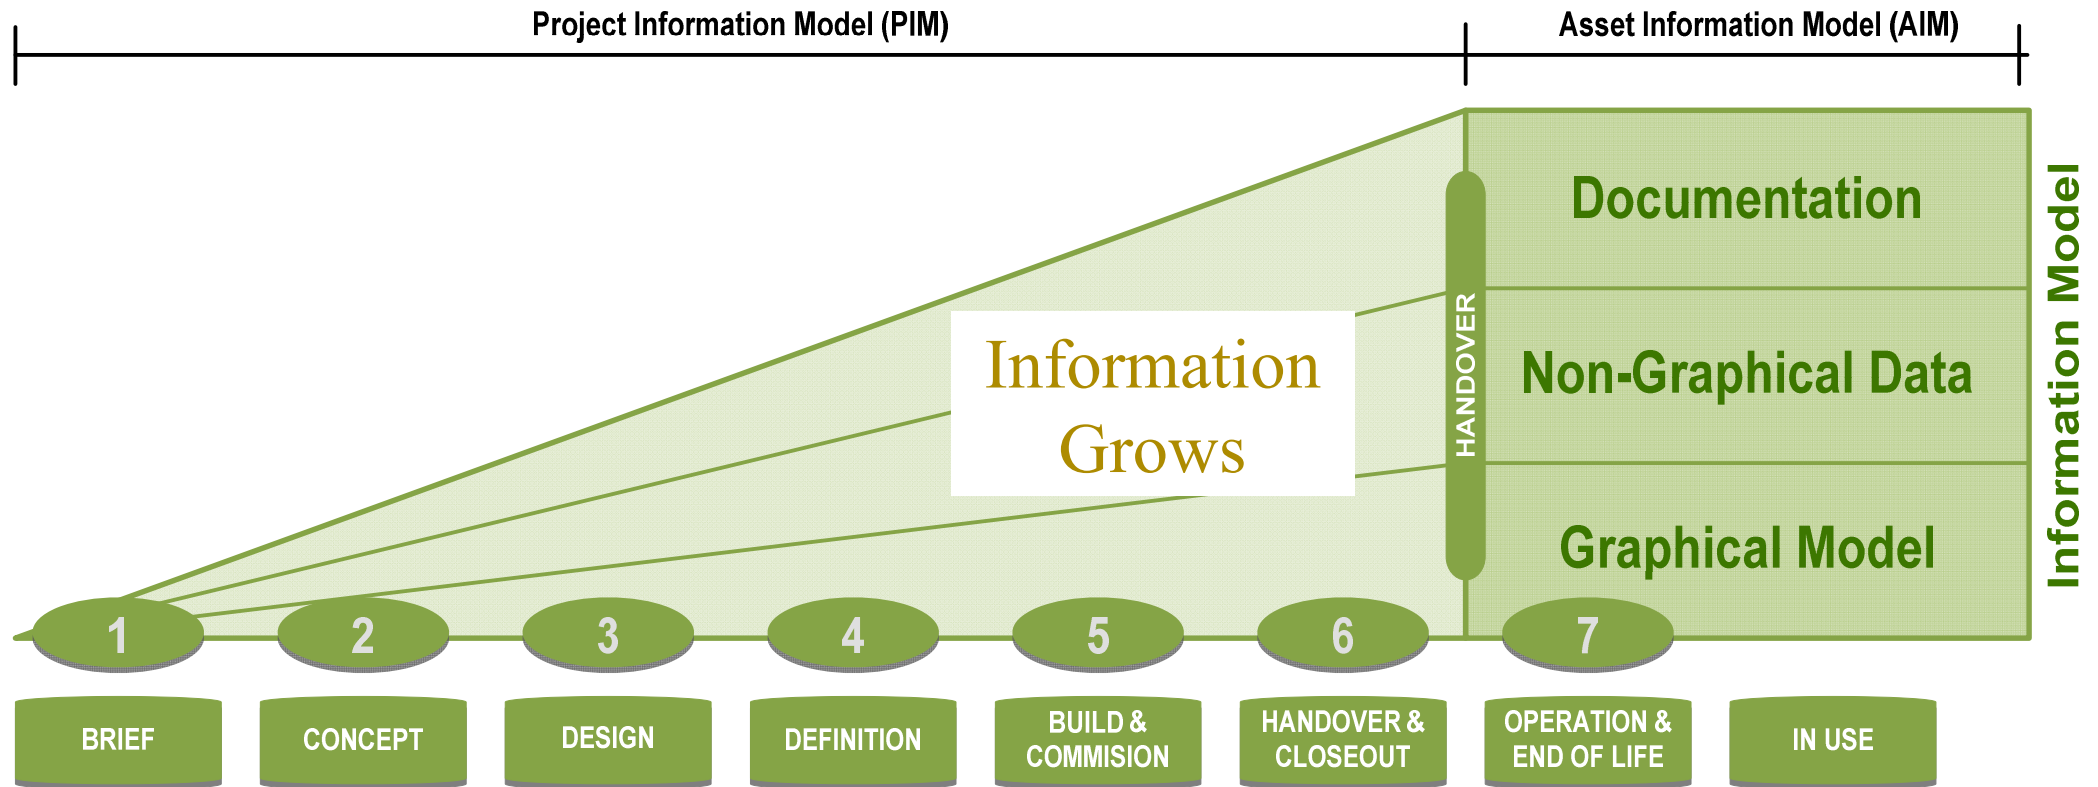 Project Information Model (PIM)
Asset Information Model (AIM)
Documentation
Non-Graphical Data
Graphical Model
Information Model
HANDOVER
Information
Grows
1
2
3
4
5
6
7
BRIEF
CONCEPT
DESIGN
DEFINITION
BUILD &
COMMISION
HANDOVER &
CLOSEOUT
OPERATION &
END OF LIFE
IN USE